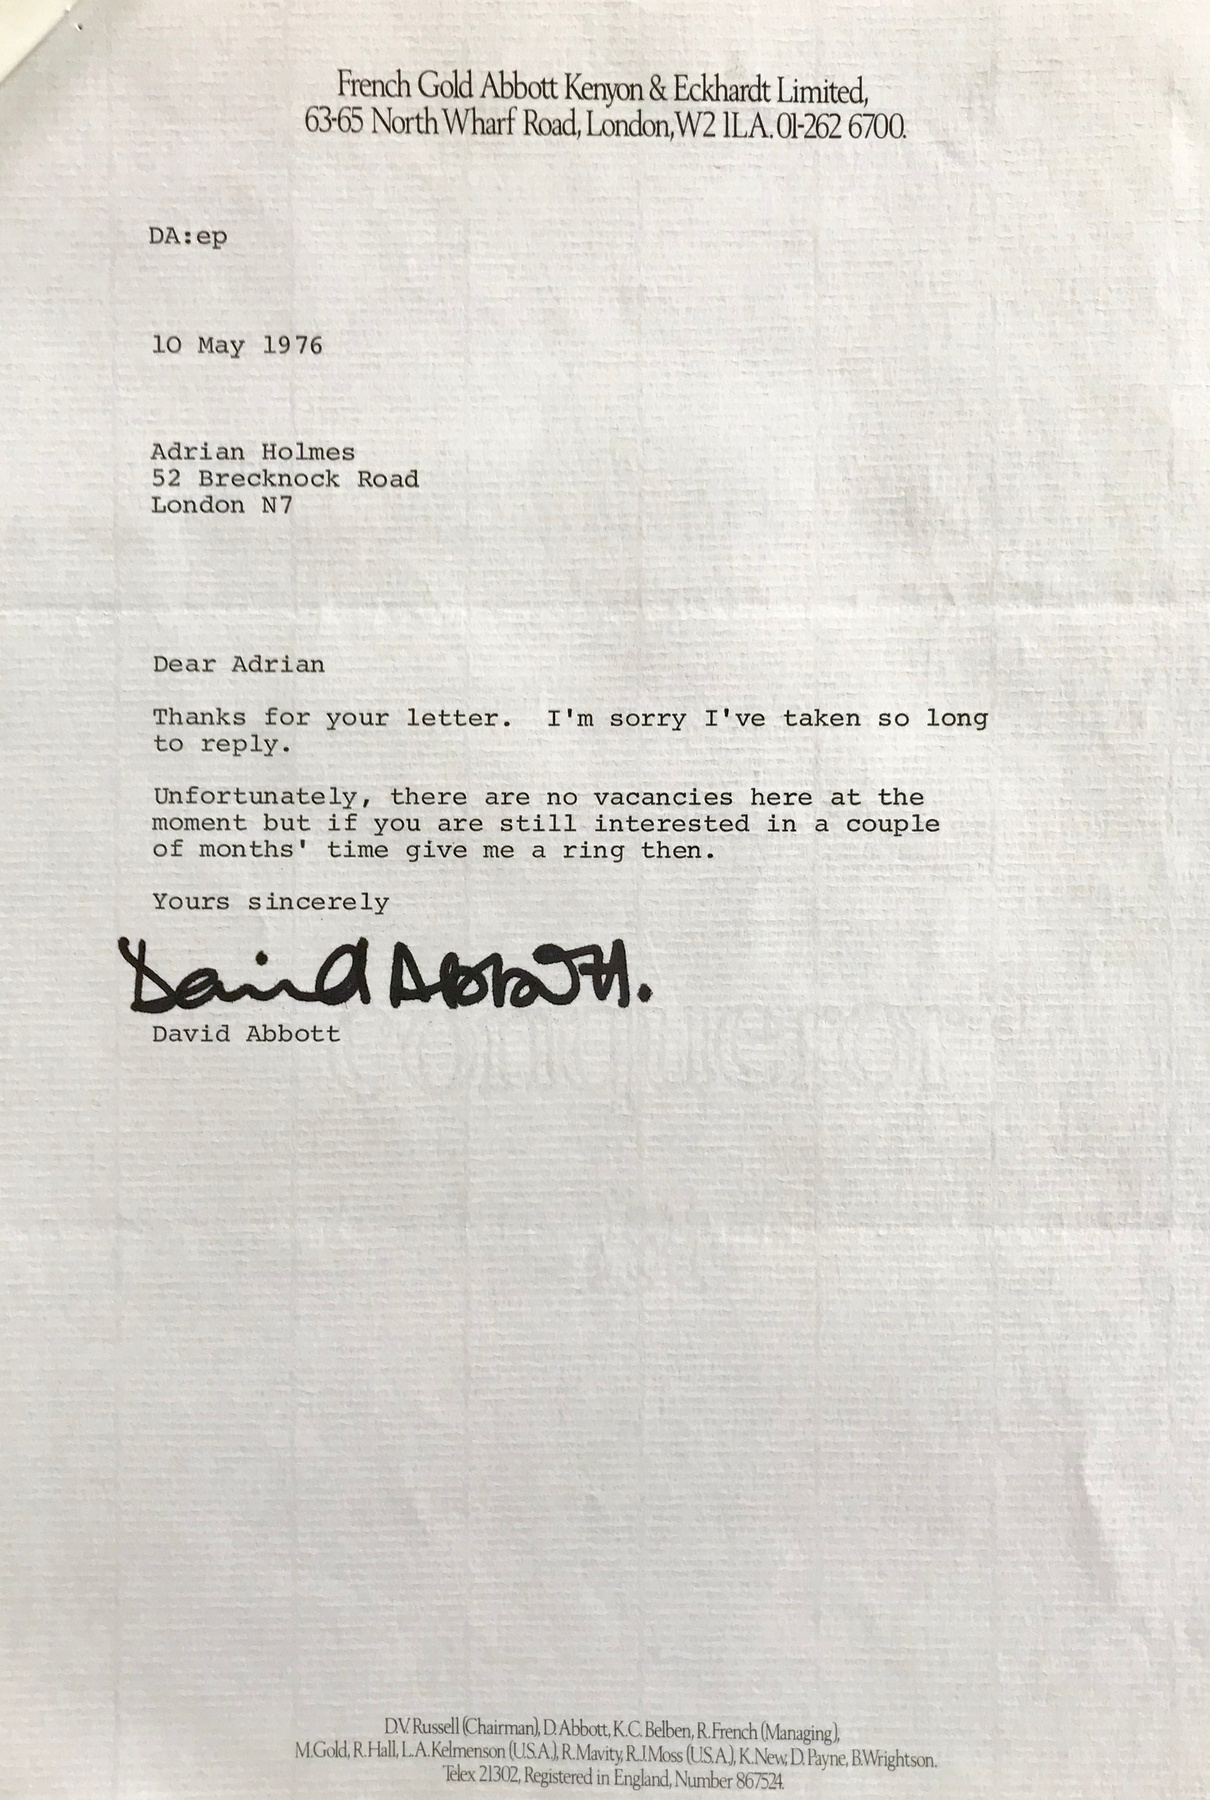 French Gold Abbott Kenyon & Eckhardt Limited,
63-65 North Wharf Road, London, W2 1LA. 01-262 6700.
DA:ep
10 May 1976
Adrian Holmes
52 Brecknock Road
London N7
Dear Adrian
Thanks for your letter. I'm sorry I've taken so long
to reply.
Unfortunately, there are no vacancies here at the
moment but if you are still interested in a couple
of months' time give me a ring then.
Yours sincerely
David Abbott.
David Abbott
Conqueror
D.V. Russell (Chairman), D. Abbott, K.C. Belben, R. French (Managing),
M. Gold, R. Hall, L.A. Kelmenson (U.S.A.), R. Mavity, R.J. Moss (U.S.A.), K. New, D. Payne, B. Wrightson.
Telex 21302, Registered in England, Number 867524.